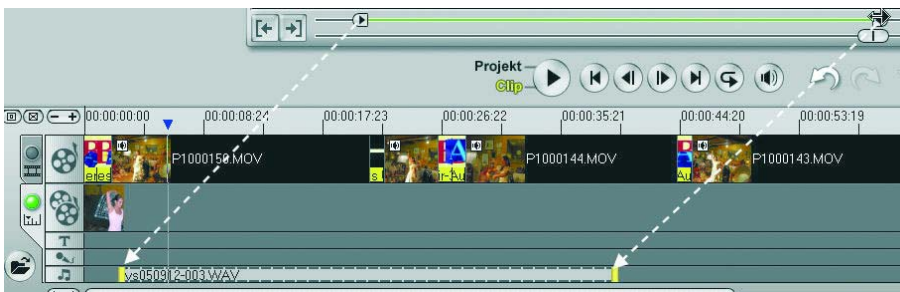 Projekt
Clip
00:00:00:00 00:00:08:24 00:00:17:23 00:00:26:22 00:00:35:21 00:00:44:20 00:00:53:19
P1000150.MOV P1000144.MOV P1000143.MOV
T
vs050912-003.WAV